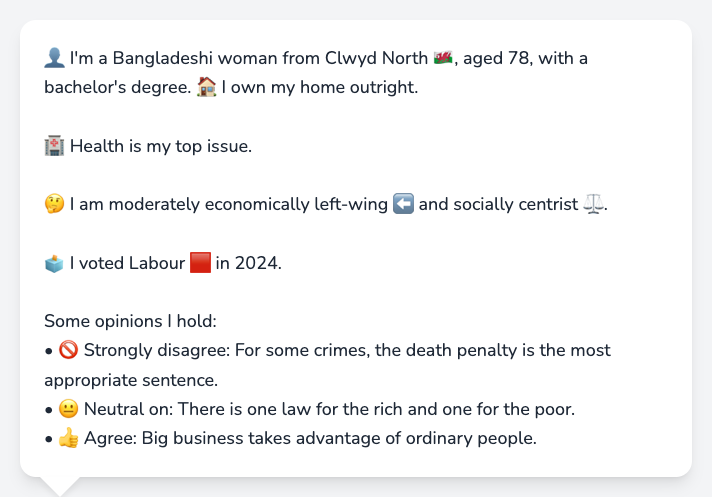 👤 I'm a Bangladeshi woman from Clwyd North 🏴󠁧󠁢󠁷󠁬󠁳󠁿, aged 78, with a
bachelor's degree. 🏠 I own my home outright.
🏥 Health is my top issue.
🤔 I am moderately economically left-wing ⬅️ and socially centrist ⚖️.
🗳️ I voted Labour 🟥 in 2024.
Some opinions I hold:
• 🚫 Strongly disagree: For some crimes, the death penalty is the most
appropriate sentence.
• 😐 Neutral on: There is one law for the rich and one for the poor.
• 👍 Agree: Big business takes advantage of ordinary people.